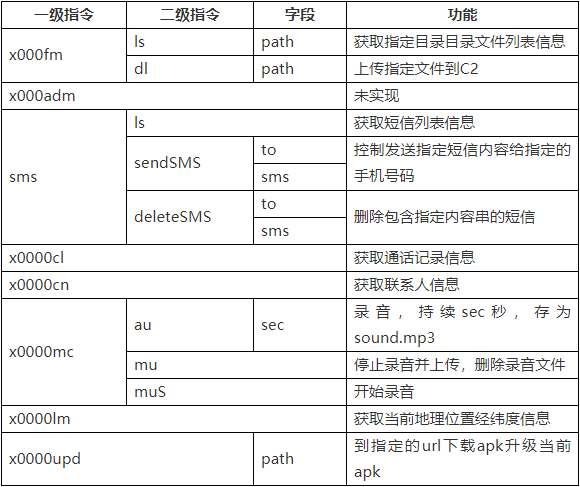 一级指令 二级指令 字段 功能
x000fm ls path 获取指定目录目录文件列表信息
dl path 上传指定文件到C2
x000adm 未实现
sms ls 获取短信列表信息
sendSMS to 控制发送指定短信内容给指定的
sms 手机号码
deleteSMS to 删除包含指定内容串的短信
sms
x0000cl 获取通话记录信息
x0000cn 获取联系人信息
x0000mc au sec 录音，持续sec秒，存为
sound.mp3
mu 停止录音并上传，删除录音文件
muS 开始录音
x0000lm 获取当前地理位置经纬度信息
x0000upd path 到指定的url下载apk升级当前
apk